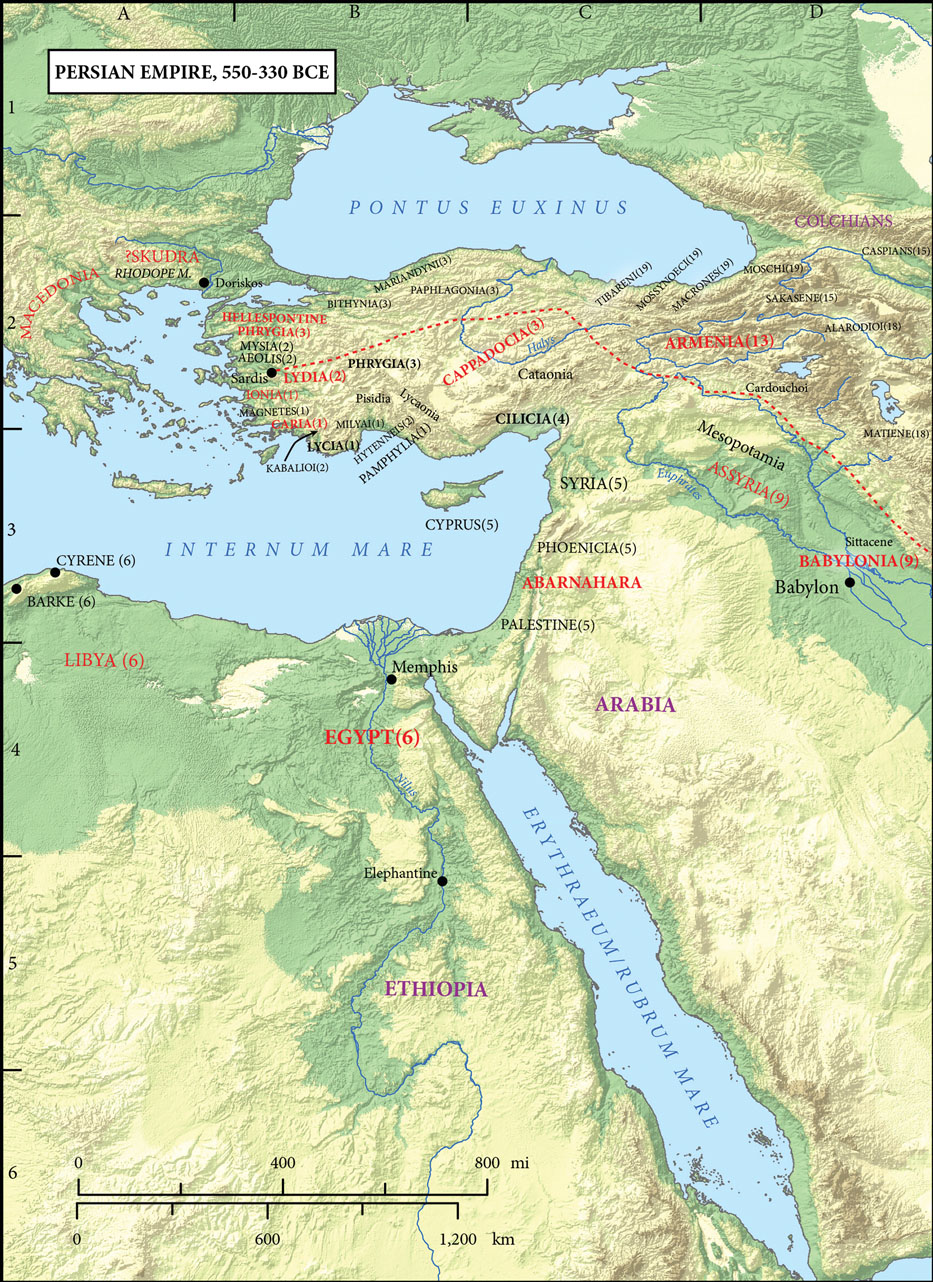 A
B
C
D
PERSIAN EMPIRE, 550-330 BCE
1
PONTUS EUXINUS
COLCHIANS
?SKUDRA
RHODOPE M.
Doriskos
MACEDONIA
MARIANDYNI(3)
PAPHLAGONIA(3)
BITHYNIA(3)
TIBARENI(19)
MOSSYNOECI(19)
MACRONES(19)
MOSCHI(19)
CASPIANS(15)
SAKASENE(15)
ALARODIOI(18)
2
HELLESPONTINE
PHRYGIA(3)
MYSIA(2)
AEOLIS(2)
Sardis
LYDIA(2)
PHRYGIA(3)
CAPPADOCIA(3)
Halys
ARMENIA(13)
Cataonia
Cardouchoi
IONIA(1)
MAGNETES(1)
CARIA(1)
Pisidia
Lycaonia
MILYAI(1)
HYTENNEIS(2)
PAMPHYLIA(1)
LYCIA(1)
KABALIOI(2)
CILICIA(4)
MATIENE(18)
Mesopotamia
ASSYRIA(9)
Euphrates
SYRIA(5)
CYPRUS(5)
3
INTERNUM MARE
PHOENICIA(5)
Sittacene
BABYLONIA(9)
Babylon
CYRENE (6)
BARKE (6)
ABARNAHARA
PALESTINE(5)
LIBYA (6)
Memphis
ARABIA
EGYPT(6)
4
Nilus
ERYTHRAEUM/RUBRUM MARE
Elephantine
5
ETHIOPIA
6
0 400 800 mi
0 600 1,200 km